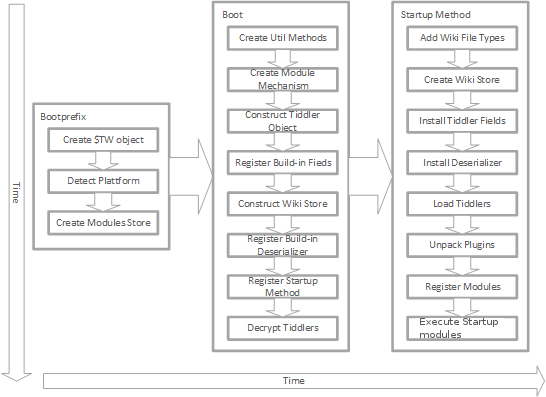 Time
Bootprefix
Create $TW object
Detect Plattform
Create Modules Store
Boot
Create Util Methods
Create Module
Mechanism
Construct Tiddler
Object
Register Build-in Fieds
Construct Wiki Store
Register Build-in
Deserializer
Register Startup
Method
Decrypt Tiddlers
Startup Method
Add Wiki File Types
Create Wiki Store
Install Tiddler Fields
Install Deserializer
Load Tiddlers
Unpack Plugins
Register Modules
Execute Startup
modules
Time